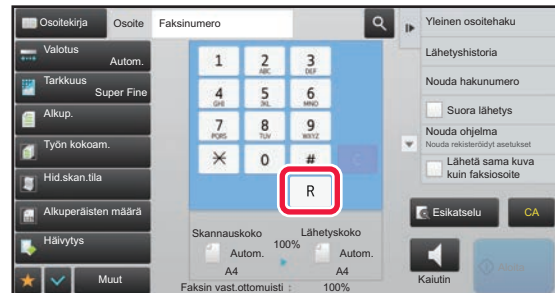 Osoitekirja
Osoite
Faksinumero
Valotus
Autom.
Tarkkuus
Super Fine
Alkup.
Työn kokoam.
Hid.skan.tila
Alkuperäisten määrä
Häivytys
Muut
1
2
ABC
3
DEF
4
GHI
5
JKL
6
MNO
7
PQRS
8
TUV
9
WXYZ
0
#
C
R
Skannauskoko
Lähetyskoko
100%
Autom.
Autom.
A4
A4
Faksin vast.ottomuisti :
100%
Yleinen osoitehaku
Lähetyshistoria
Nouda hakunumero
Suora lähetys
Nouda ohjelma
Nouda rekisteröidyt asetukset
Lähetä sama kuva
kuin faksiosoite
Esikatselu
CA
Kaiutin
Aloita